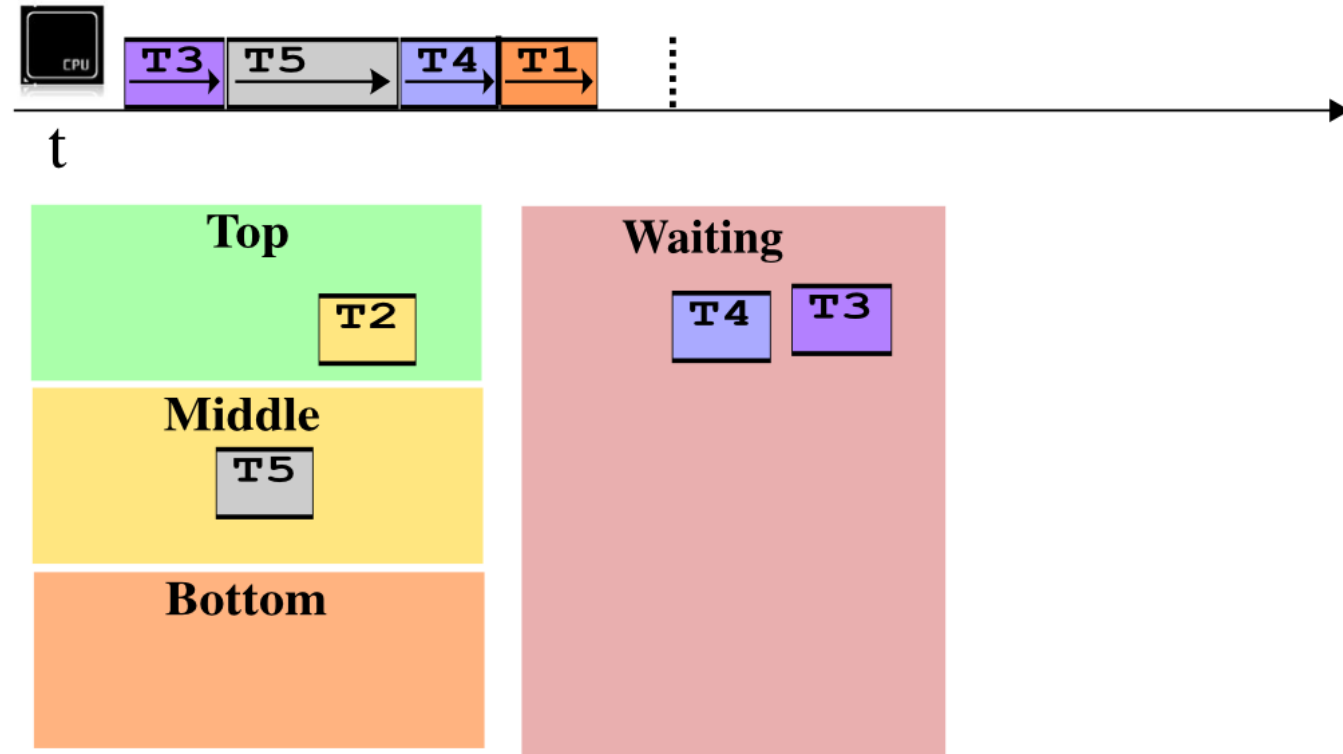 CPU
T3 T5 T4 T1
t
Top
T2
Middle
T5
Bottom
Waiting
T4 T3